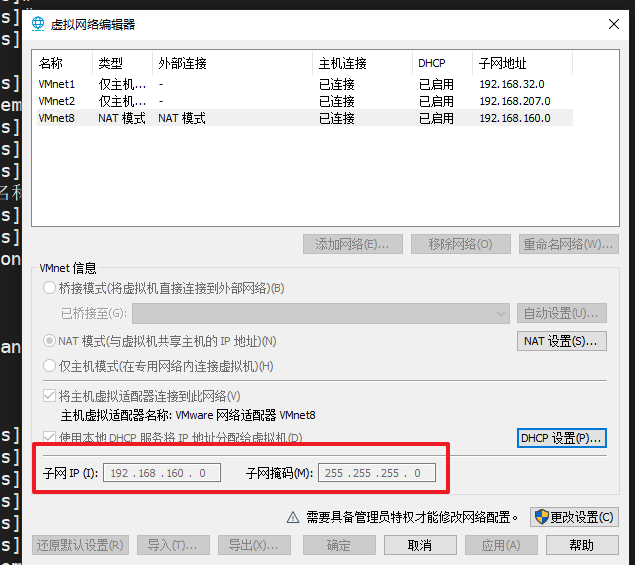 虚拟网络编辑器
名称 类型 外部连接 主机连接 DHCP 子网地址
VMnet1 仅主机... - 已连接 已启用 192.168.32.0
VMnet2 仅主机... - 已连接 已启用 192.168.207.0
VMnet8 NAT 模式 NAT 模式 已连接 已启用 192.168.160.0
添加网络(E)... 移除网络(O) 重命名网络(W)...
VMnet 信息
桥接模式(将虚拟机直接连接到外部网络)(B)
已桥接至(G): 自动设置(U)...
NAT 模式(与虚拟机共享主机的 IP 地址)(N) NAT 设置(S)...
仅主机模式(在专用网络内连接虚拟机)(H)
将主机虚拟适配器连接到此网络(V)
主机虚拟适配器名称: VMware 网络适配器 VMnet8
使用本地 DHCP 服务将 IP 地址分配给虚拟机(D) DHCP 设置(P)...
子网 IP (I): 192 . 168 . 160 . 0 子网掩码(M): 255 . 255 . 255 . 0
需要具备管理员特权才能修改网络配置。 更改设置(C)
还原默认设置(R) 导入(T)... 导出(X)... 确定 取消 应用(A) 帮助